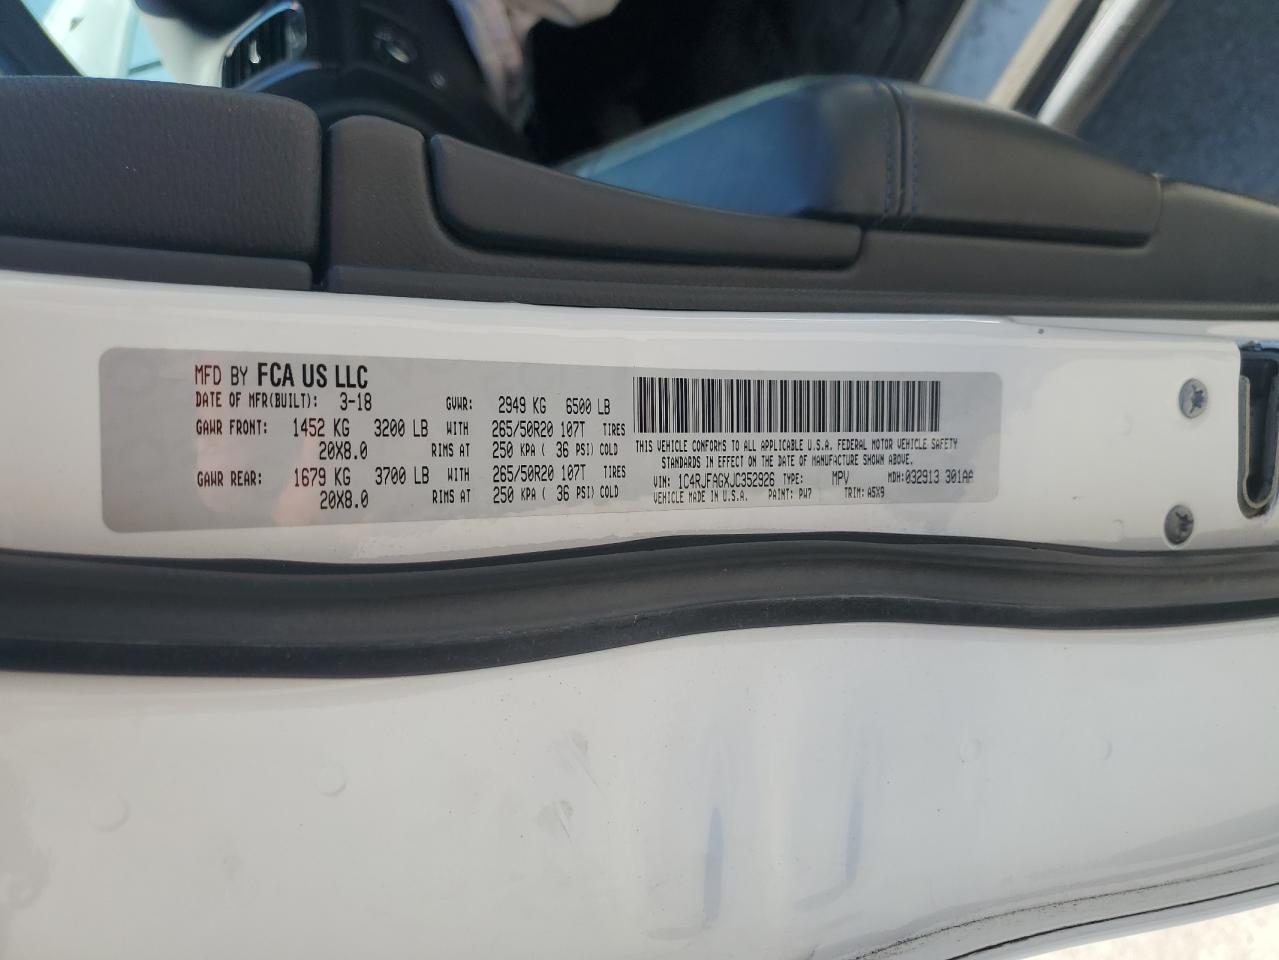 MFD BY FCA US LLC
DATE OF MFR(BUILT): 3-18 GVWR: 2949 KG 6500 LB
GAWR FRONT: 1452 KG 3200 LB WITH 265/50R20 107T TIRES
20X8.0 RIMS AT 250 KPA ( 36 PSI) COLD
GAWR REAR: 1679 KG 3700 LB WITH 265/50R20 107T TIRES
20X8.0 RIMS AT 250 KPA ( 36 PSI) COLD
THIS VEHICLE CONFORMS TO ALL APPLICABLE U.S.A. FEDERAL MOTOR VEHICLE SAFETY
STANDARDS IN EFFECT ON THE DATE OF MANUFACTURE SHOWN ABOVE.
VIN: 1C4RJFAGXJC352926 TYPE: MPV MDH: 032913 301AA
VEHICLE MADE IN U.S.A. PAINT: PW7 TRIM: A5X9